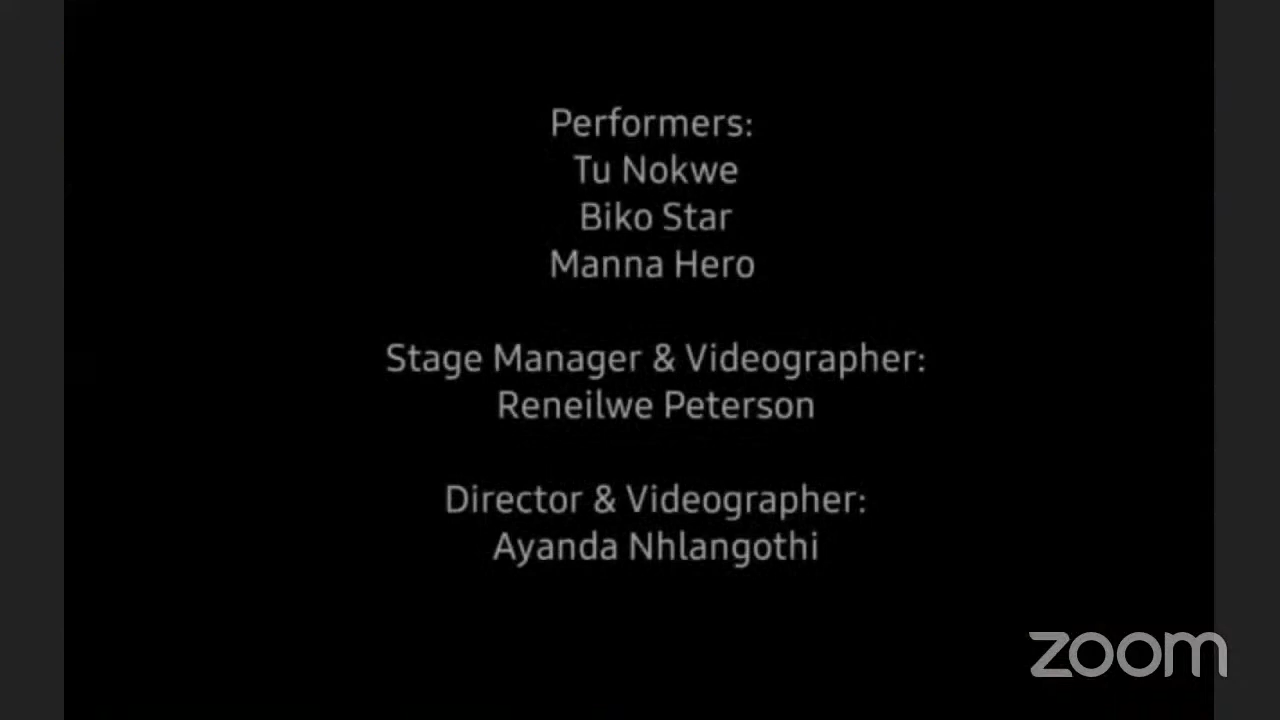 Performers:
Tu Nokwe
Biko Star
Manna Hero
Stage Manager & Videographer:
Reneilwe Peterson
Director & Videographer:
Ayanda Nhlangothi
zoom